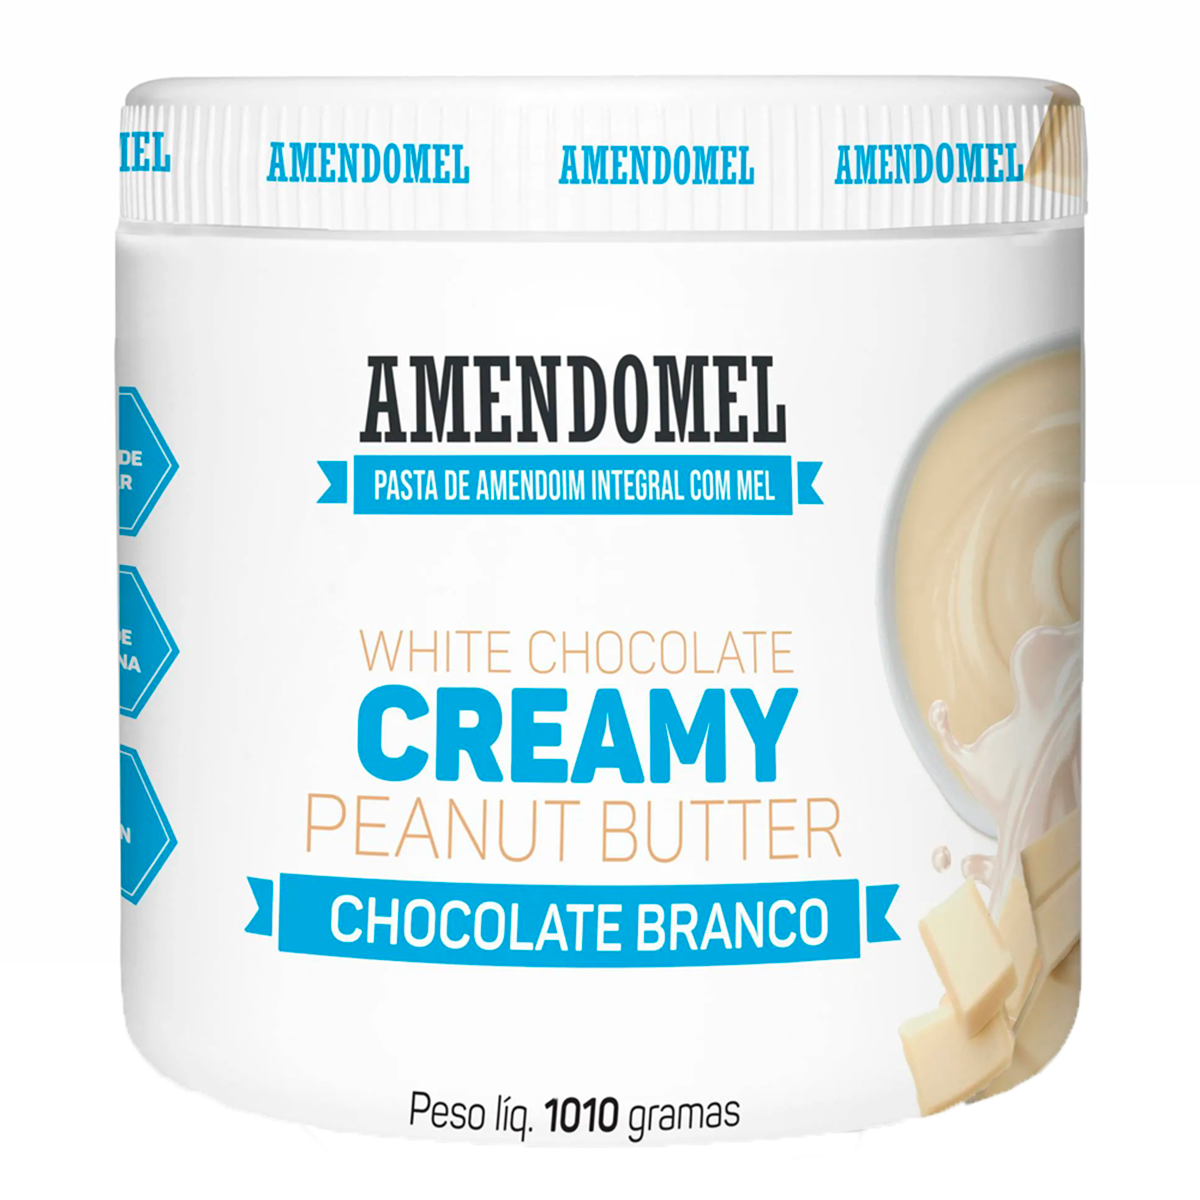 AMENDOMEL AMENDOMEL AMENDOMEL
AMENDOMEL
PASTA DE AMENDOIM INTEGRAL COM MEL
WHITE CHOCOLATE
CREAMY
PEANUT BUTTER
CHOCOLATE BRANCO
Peso líq. 1010 gramas
DE